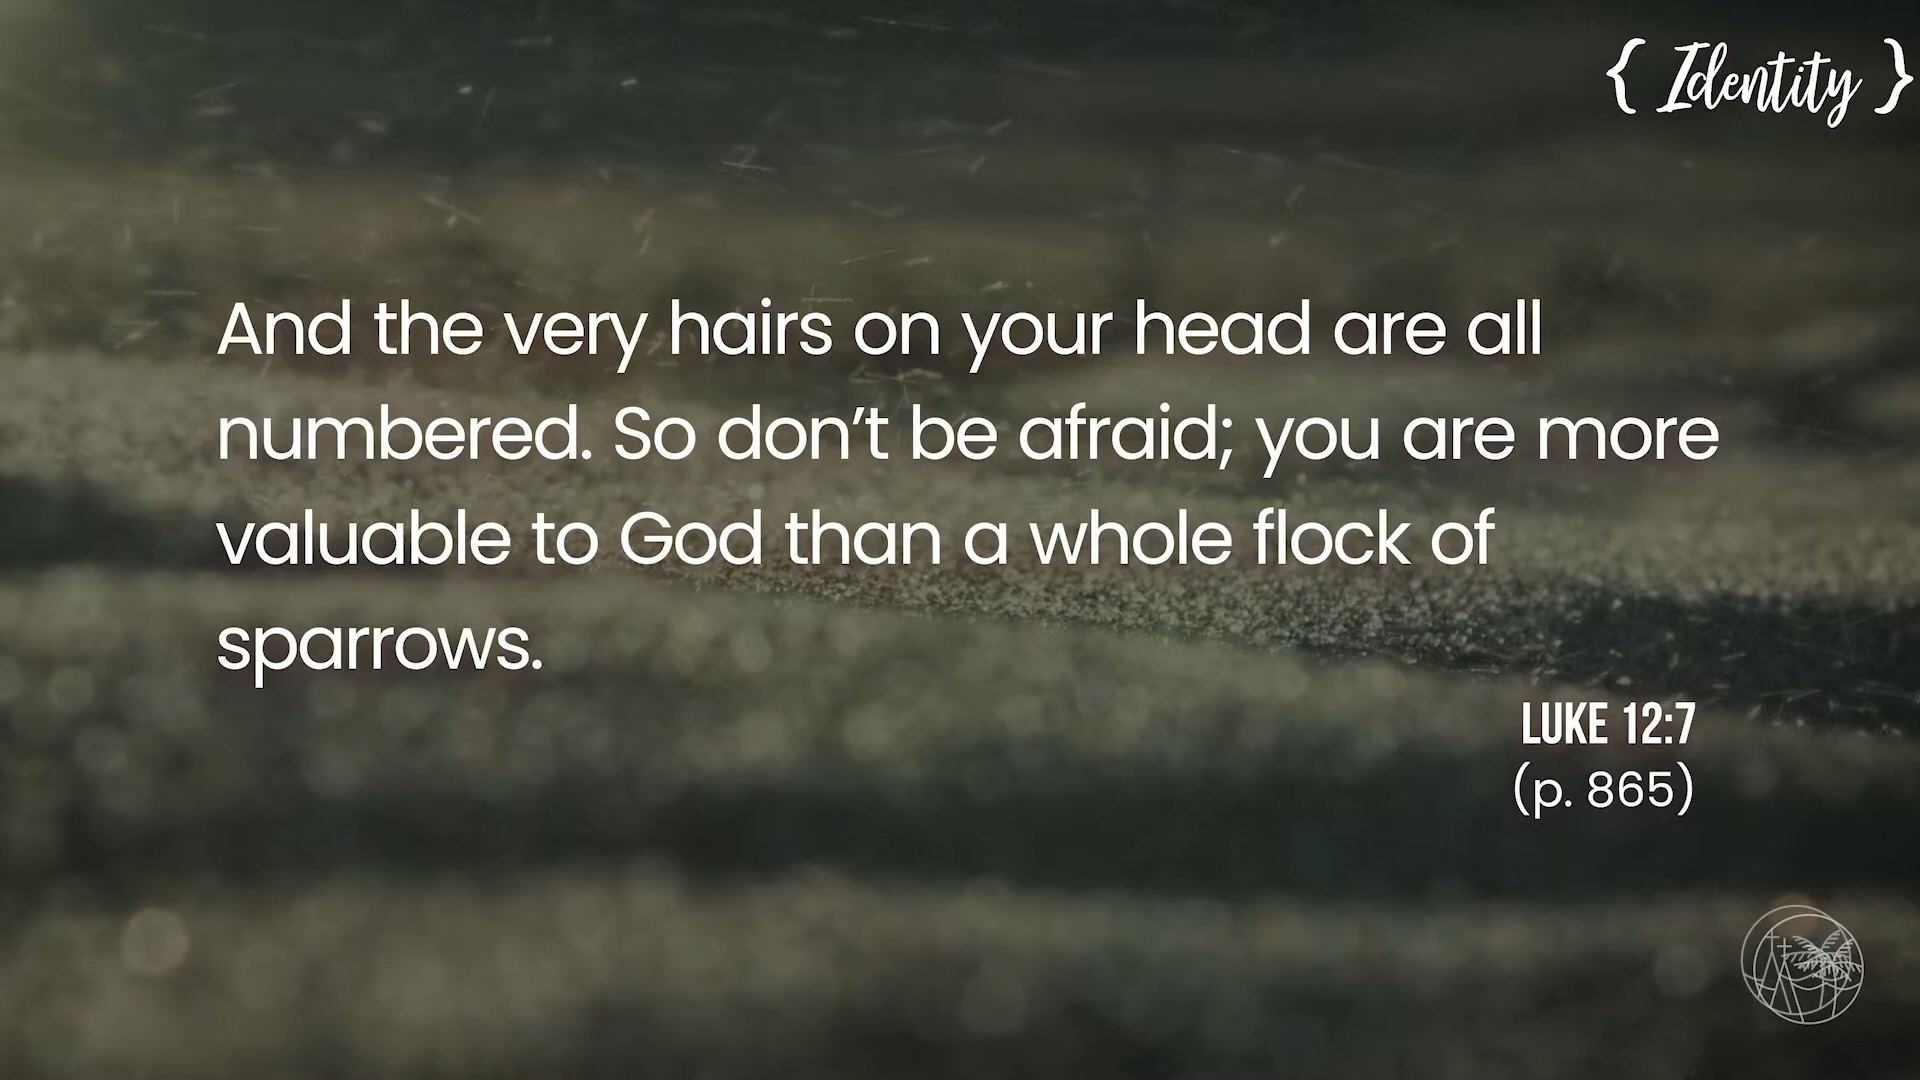 { Identity }
And the very hairs on your head are all
numbered. So don’t be afraid; you are more
valuable to God than a whole flock of
sparrows.
LUKE 12:7
(p. 865)